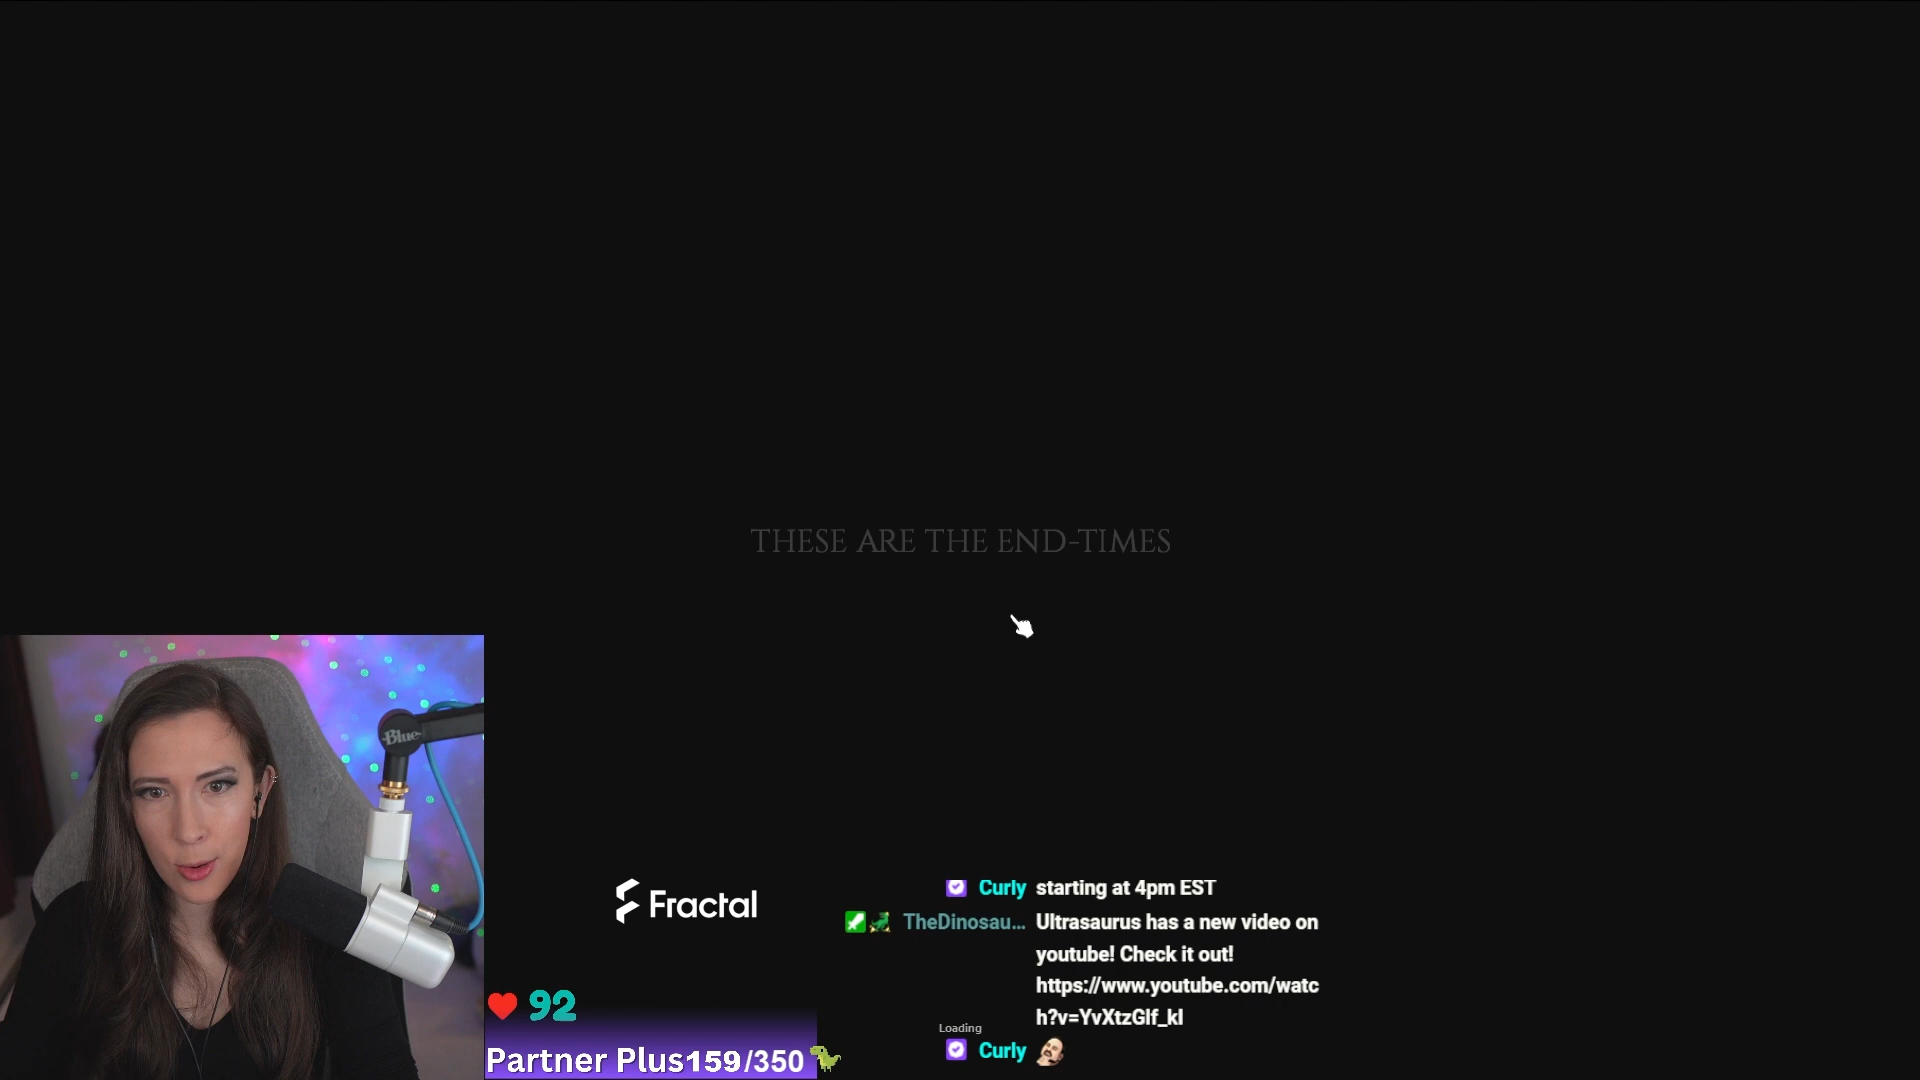 THESE ARE THE END-TIMES
Blue
Fractal
Curly starting at 4pm EST
TheDinosau... Ultrasaurus has a new video on
youtube! Check it out!
https://www.youtube.com/watc
h?v=YvXtzGlf_kI
92
Loading
Curly
Partner Plus159/350